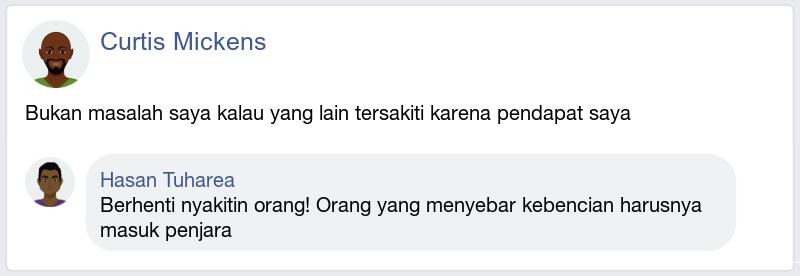 Curtis Mickens
Bukan masalah saya kalau yang lain tersakiti karena pendapat saya
Hasan Tuharea
Berhenti nyakitin orang! Orang yang menyebar kebencian harusnya
masuk penjara